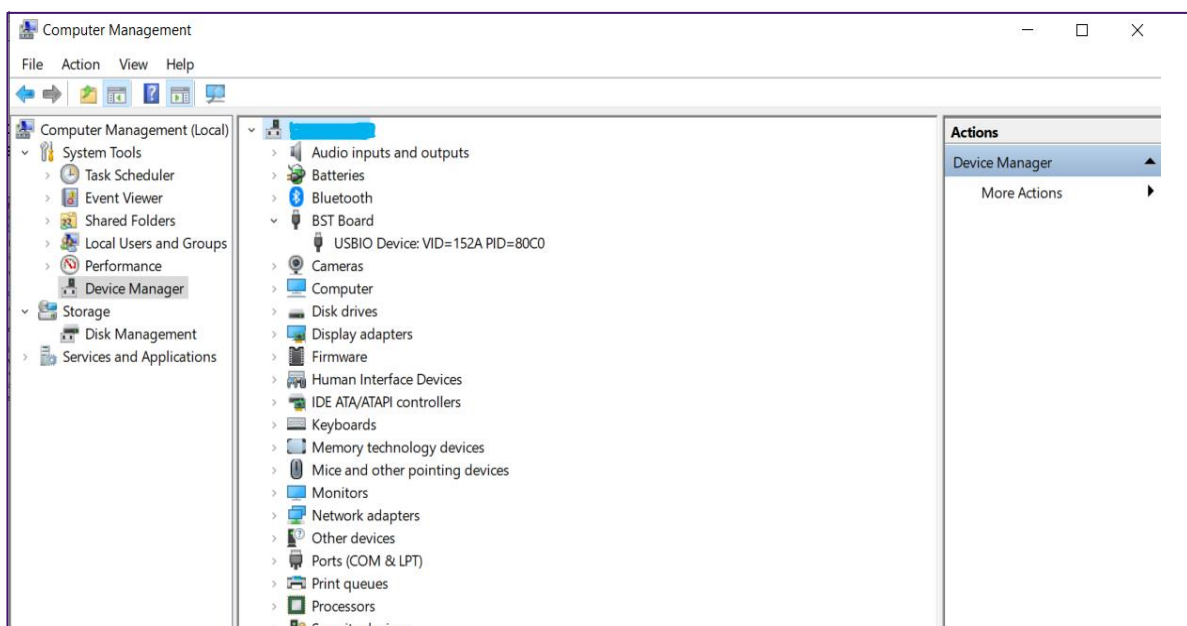 Computer Management
File Action View Help
Computer Management (Local)
System Tools
Task Scheduler
Event Viewer
Shared Folders
Local Users and Groups
Performance
Device Manager
Storage
Disk Management
Services and Applications
Audio inputs and outputs
Batteries
Bluetooth
BST Board
USBIO Device: VID=152A PID=80C0
Cameras
Computer
Disk drives
Display adapters
Firmware
Human Interface Devices
IDE ATA/ATAPI controllers
Keyboards
Memory technology devices
Mice and other pointing devices
Monitors
Network adapters
Other devices
Ports (COM & LPT)
Print queues
Processors
Actions
Device Manager
More Actions